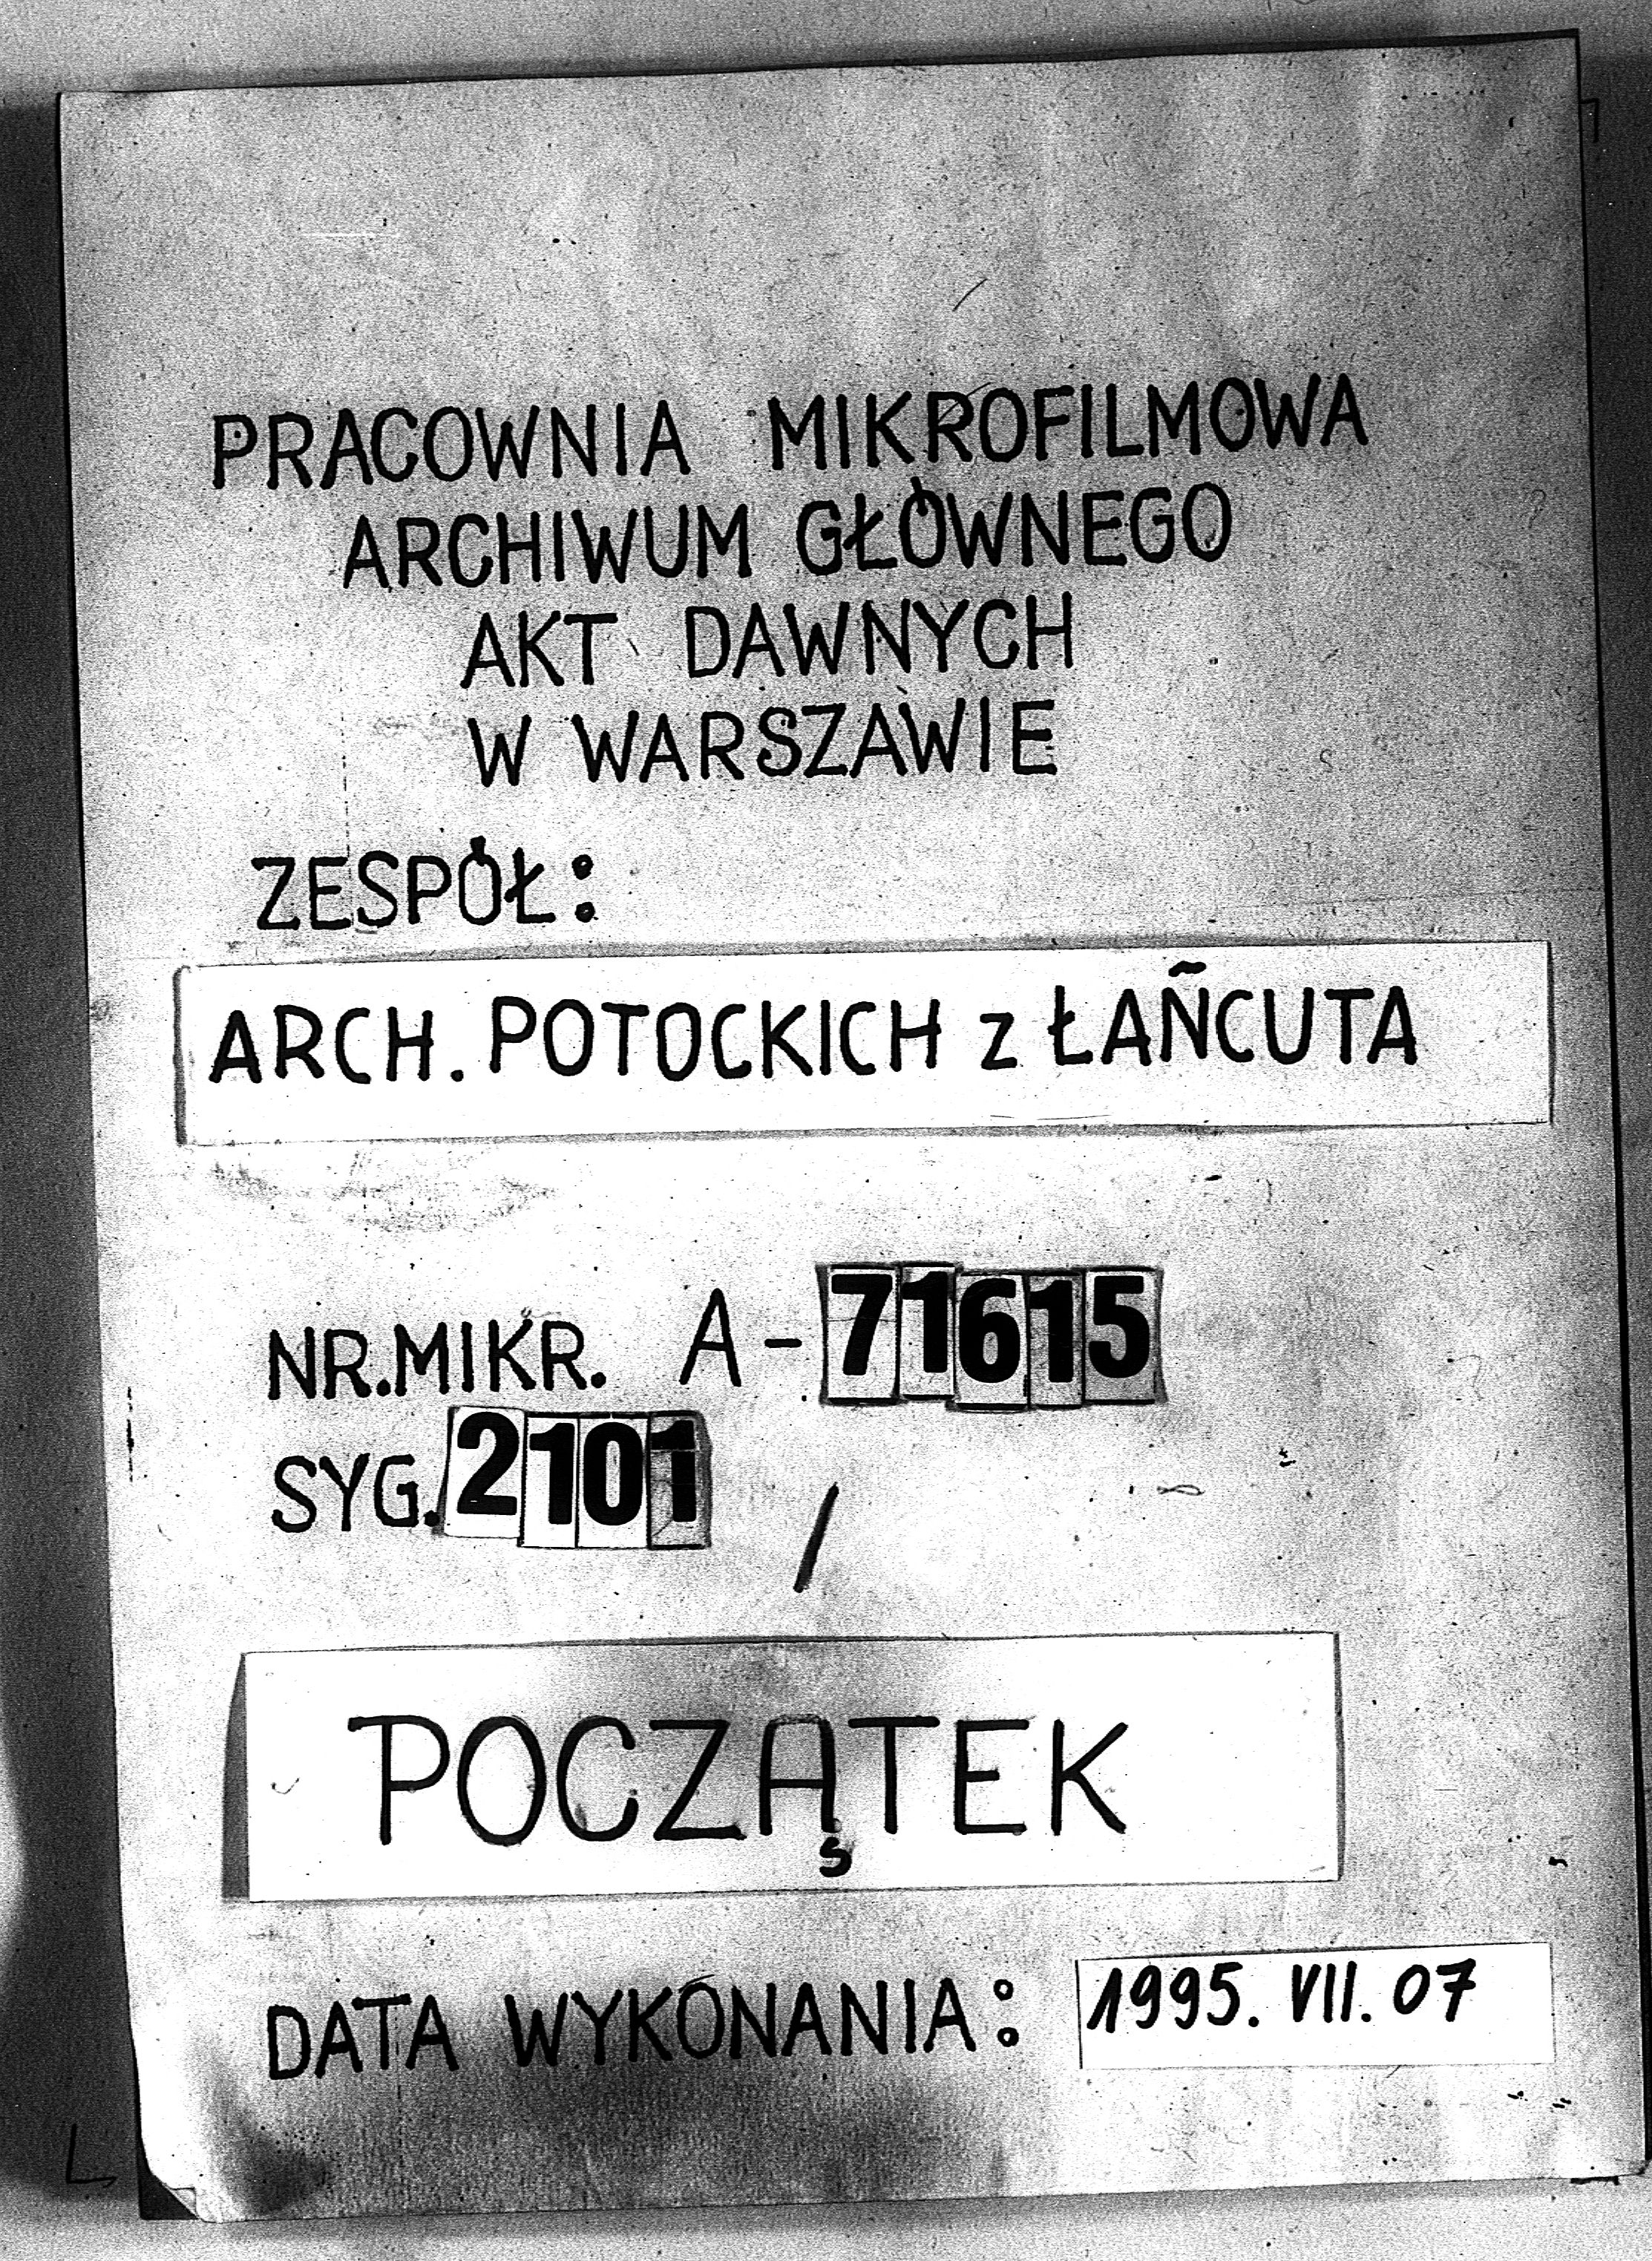 PRACOWNIA MIKROFILMOWA
ARCHIWUM GŁÓWNEGO
AKT DAWNYCH
W WARSZAWIE
ZESPÓŁ:
ARCH. POTOCKICH z ŁAŃCUTA
NR.MIKR. A-71615
SYG. 2101 /
POCZĄTEK
DATA WYKONANIA: 1995. VII. 07